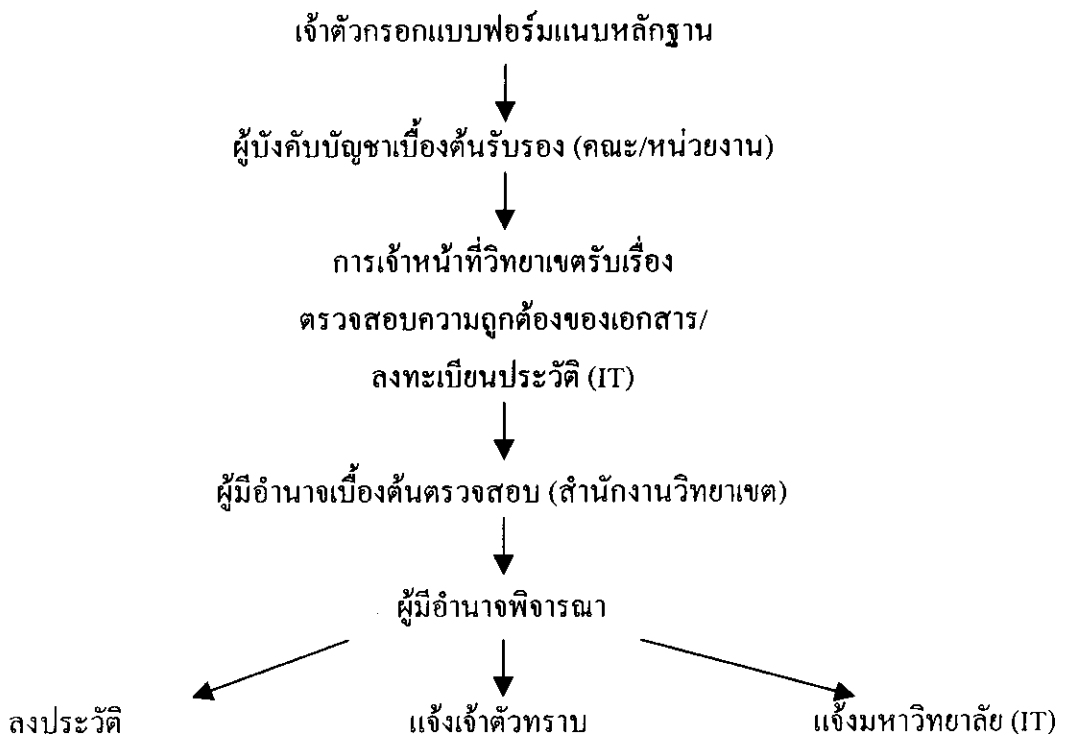 เจ้าตัวกรอกแบบฟอร์มแนบหลักฐาน
ผู้บังคับบัญชาเบื้องต้นรับรอง (คณะ/หน่วยงาน)
การเจ้าหน้าที่วิทยาเขตรับเรื่อง
ตรวจสอบความถูกต้องของเอกสาร/
ลงทะเบียนประวัติ (IT)
ผู้มีอำนาจเบื้องต้นตรวจสอบ (สำนักงานวิทยาเขต)
ผู้มีอำนาจพิจารณา
ลงประวัติ แจ้งเจ้าตัวทราบ แจ้งมหาวิทยาลัย (IT)